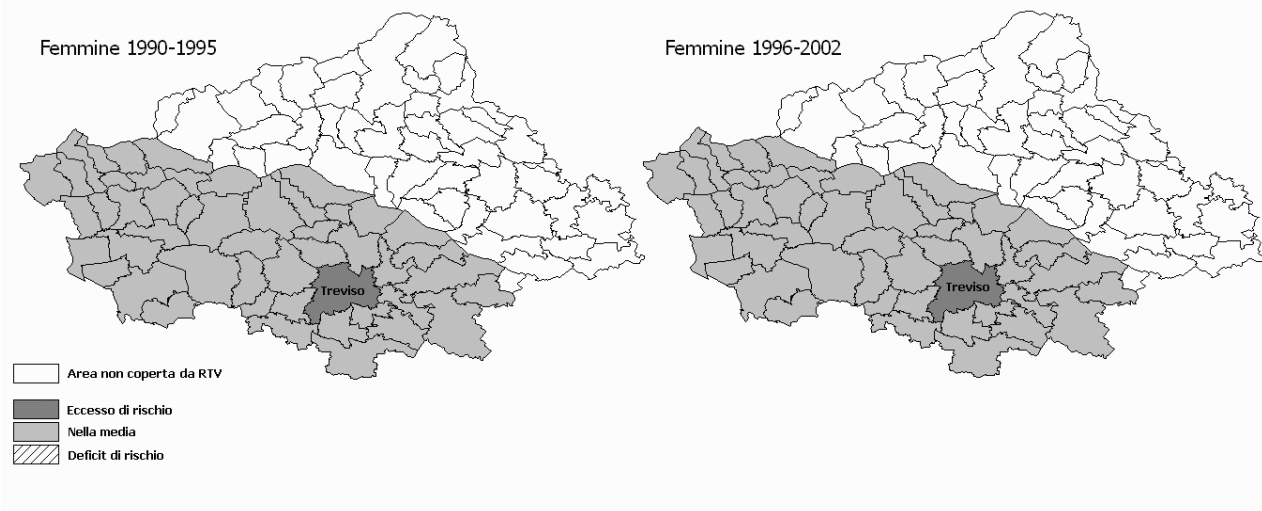 Femmine 1990-1995
Femmine 1996-2002
Treviso
Treviso
Area non coperta da RTV
Eccesso di rischio
Nella media
Deficit di rischio